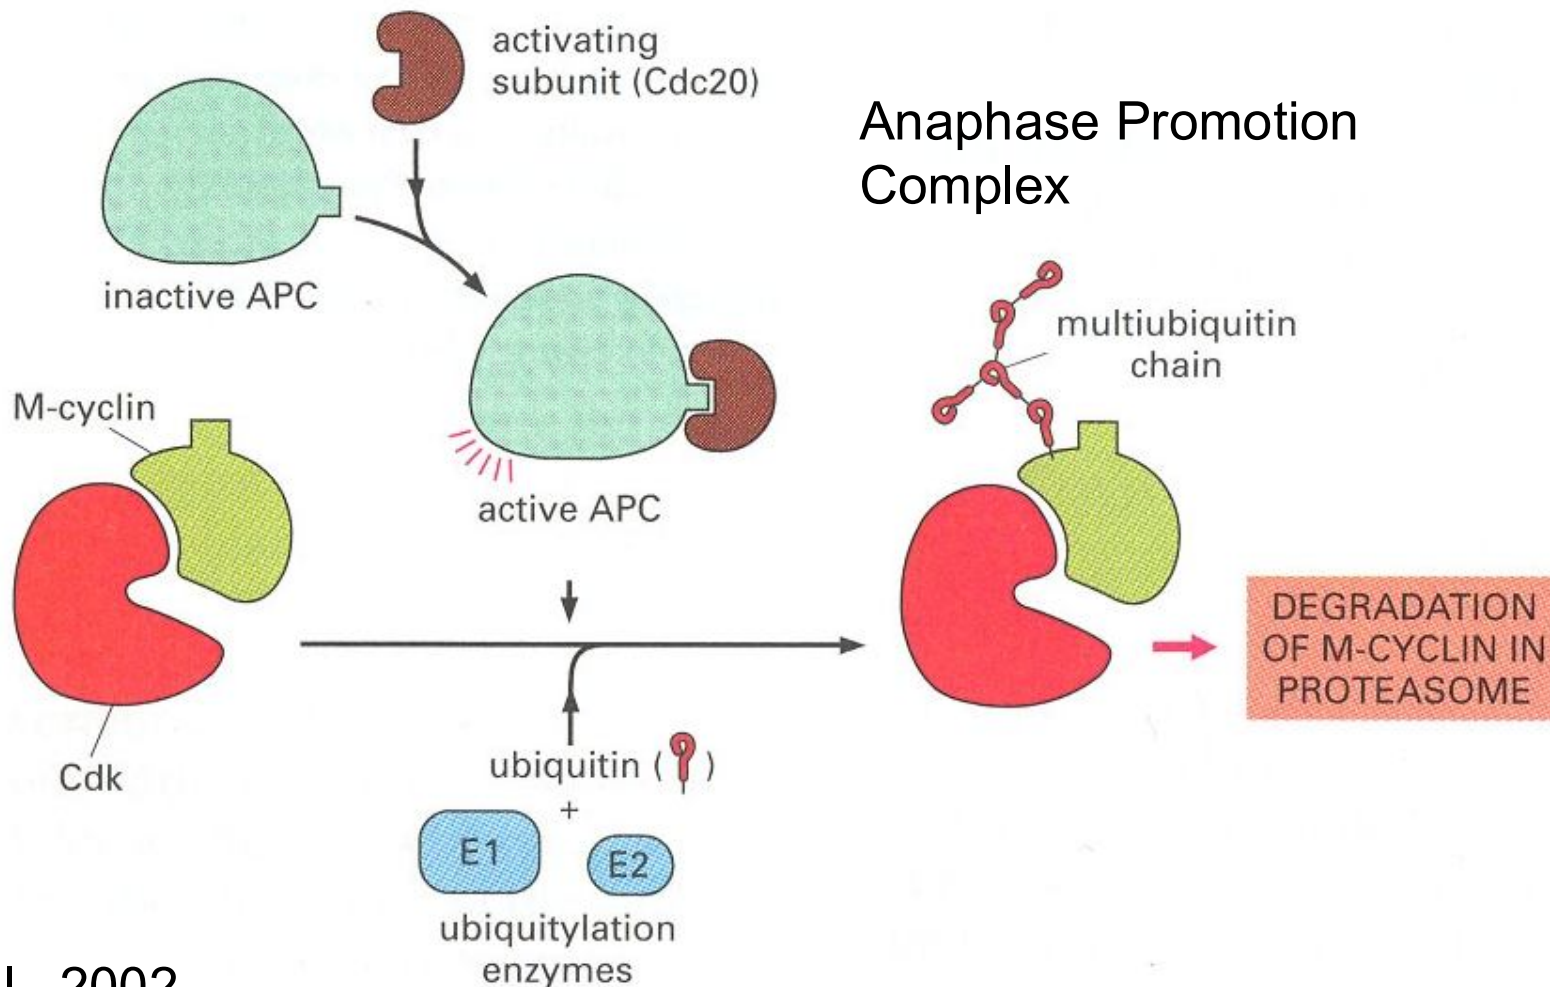 activating
subunit (Cdc20)
Anaphase Promotion
Complex
inactive APC
multiubiquitin
chain
M-cyclin
active APC
DEGRADATION
OF M-CYCLIN IN
PROTEASOME
Cdk
ubiquitin ( )
+
E1
E2
ubiquitylation
enzymes
2002